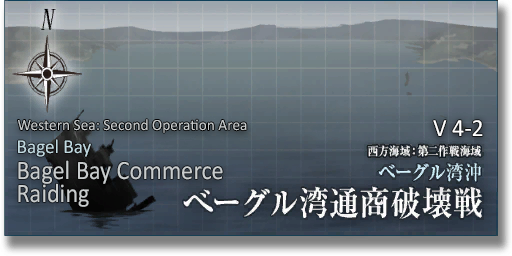 N
Western Sea: Second Operation Area
Bagel Bay
Bagel Bay Commerce
Raiding
V 4-2
西方海域：第二作戦海域
ベーグル湾沖
ベーグル湾通商破壊戦